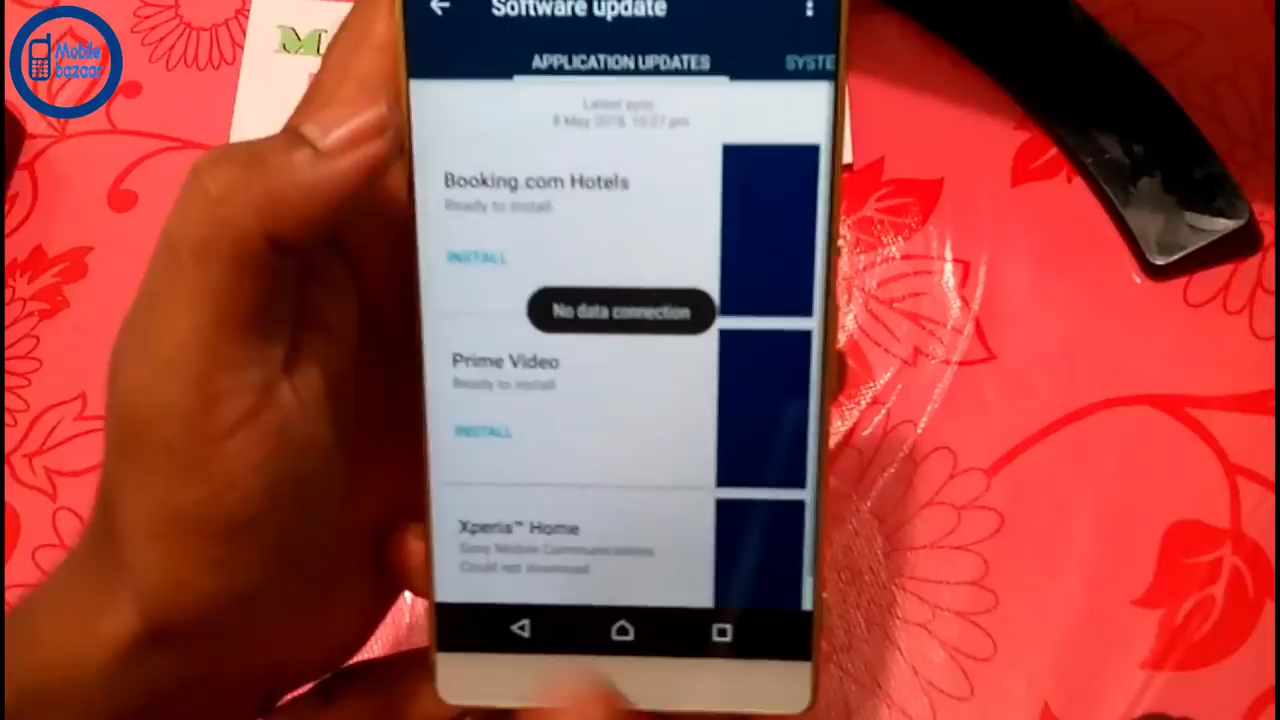 Mobile
bazaar
M
Software update
APPLICATION UPDATES
SYSTE
Latest sync
8 May 2018, 10:27 pm
Booking.com Hotels
Ready to install
INSTALL
No data connection
Prime Video
Ready to install
INSTALL
Xperia™ Home
Sony Mobile Communications
Could not download